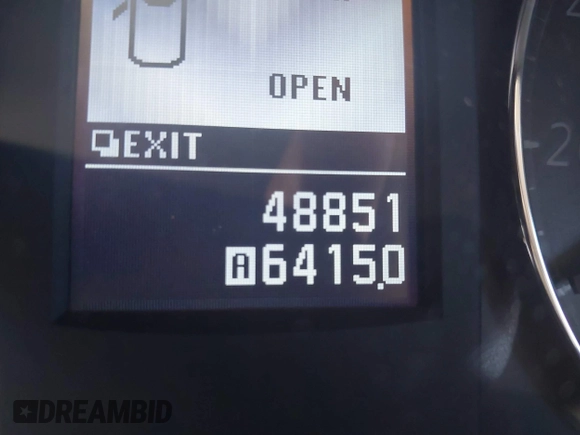 OPEN
EXIT
48851
A6415.0
DREAMBID